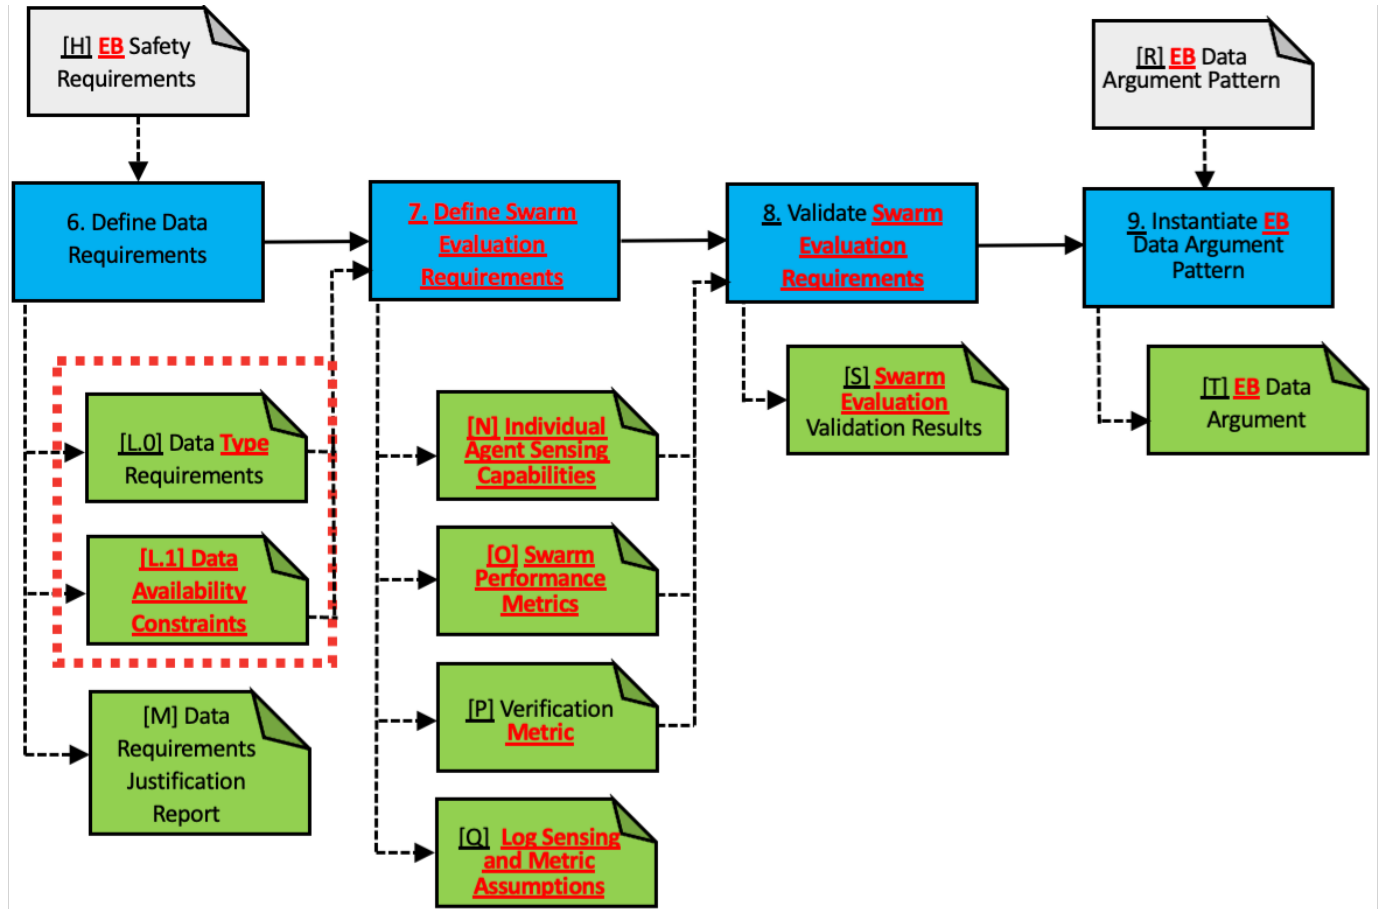 [H] EB Safety
Requirements
[R] EB Data
Argument Pattern
6. Define Data
Requirements
7. Define Swarm
Evaluation
Requirements
8. Validate Swarm
Evaluation
Requirements
9. Instantiate EB
Data Argument
Pattern
[L.0] Data Type
Requirements
[L.1] Data
Availability
Constraints
[M] Data
Requirements
Justification
Report
[N] Individual
Agent Sensing
Capabilities
[O] Swarm
Performance
Metrics
[P] Verification
Metric
[Q] Log Sensing
and Metric
Assumptions
[S] Swarm
Evaluation
Validation Results
[T] EB Data
Argument